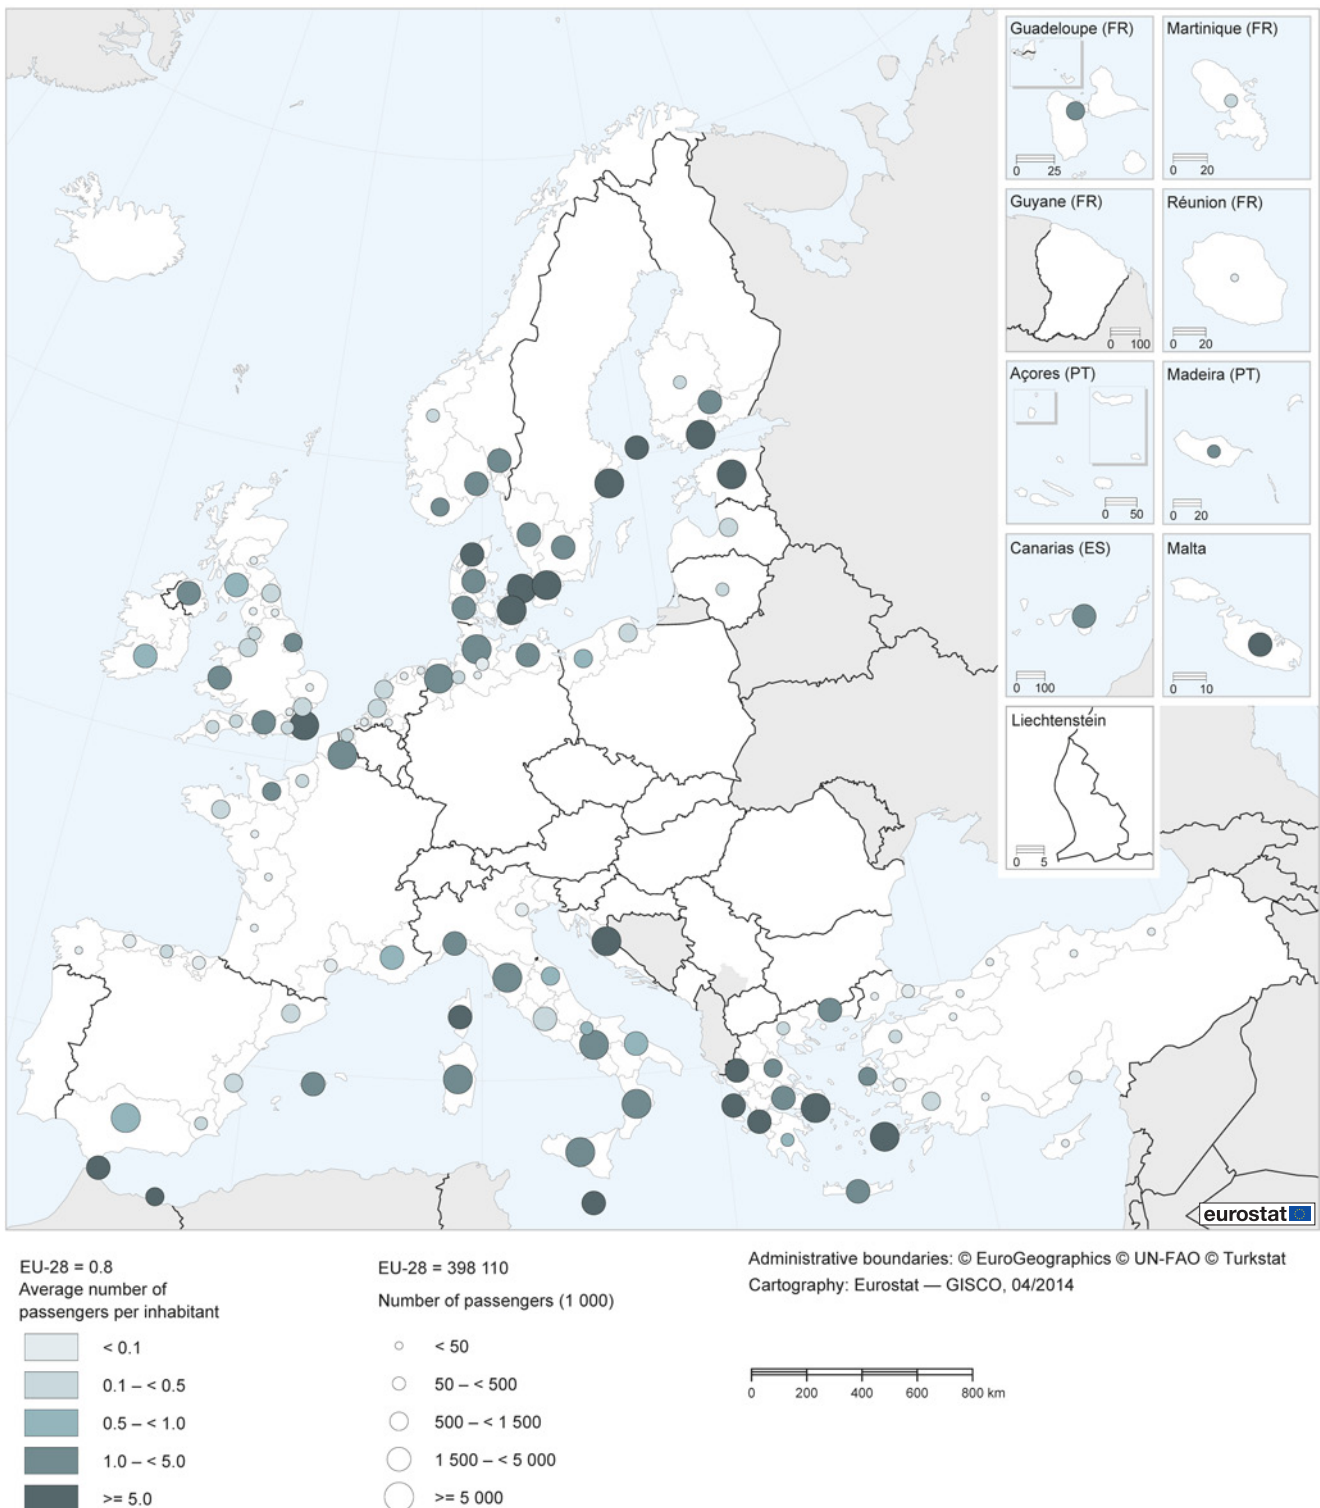 Guadeloupe (FR)
0 25
Martinique (FR)
0 20
Guyane (FR)
0 100
Réunion (FR)
0 20
Açores (PT)
0 50
Madeira (PT)
0 20
Canarias (ES)
0 100
Malta
0 10
Liechtenstein
0 5
eurostat
EU-28 = 0.8
Average number of
passengers per inhabitant
< 0.1
0.1 – < 0.5
0.5 – < 1.0
1.0 – < 5.0
>= 5.0
EU-28 = 398 110
Number of passengers (1 000)
< 50
50 – < 500
500 – < 1 500
1 500 – < 5 000
>= 5 000
Administrative boundaries: © EuroGeographics © UN-FAO © Turkstat
Cartography: Eurostat — GISCO, 04/2014
0 200 400 600 800 km